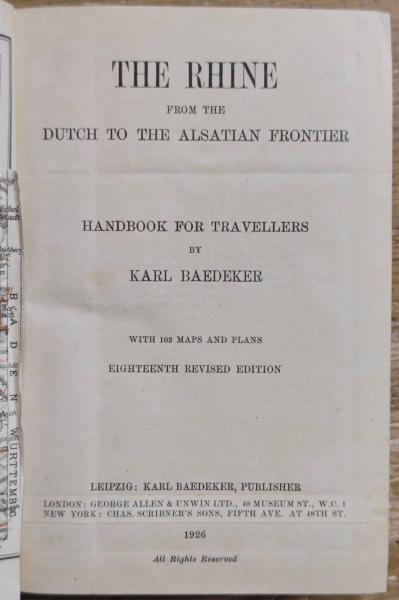 THE RHINE
FROM THE
DUTCH TO THE ALSATIAN FRONTIER
HANDBOOK FOR TRAVELLERS
BY
KARL BAEDEKER
WITH 102 MAPS AND PLANS
EIGHTEENTH REVISED EDITION
LEIPZIG: KARL BAEDEKER, PUBLISHER
LONDON: GEORGE ALLEN & UNWIN LTD., 40 MUSEUM ST., W.C. 1
NEW YORK: CHAS. SCRIBNER'S SONS, FIFTH AVE. AT 48TH ST.
1926
All Rights Reserved
BADEN
WÜRTTEMBG.